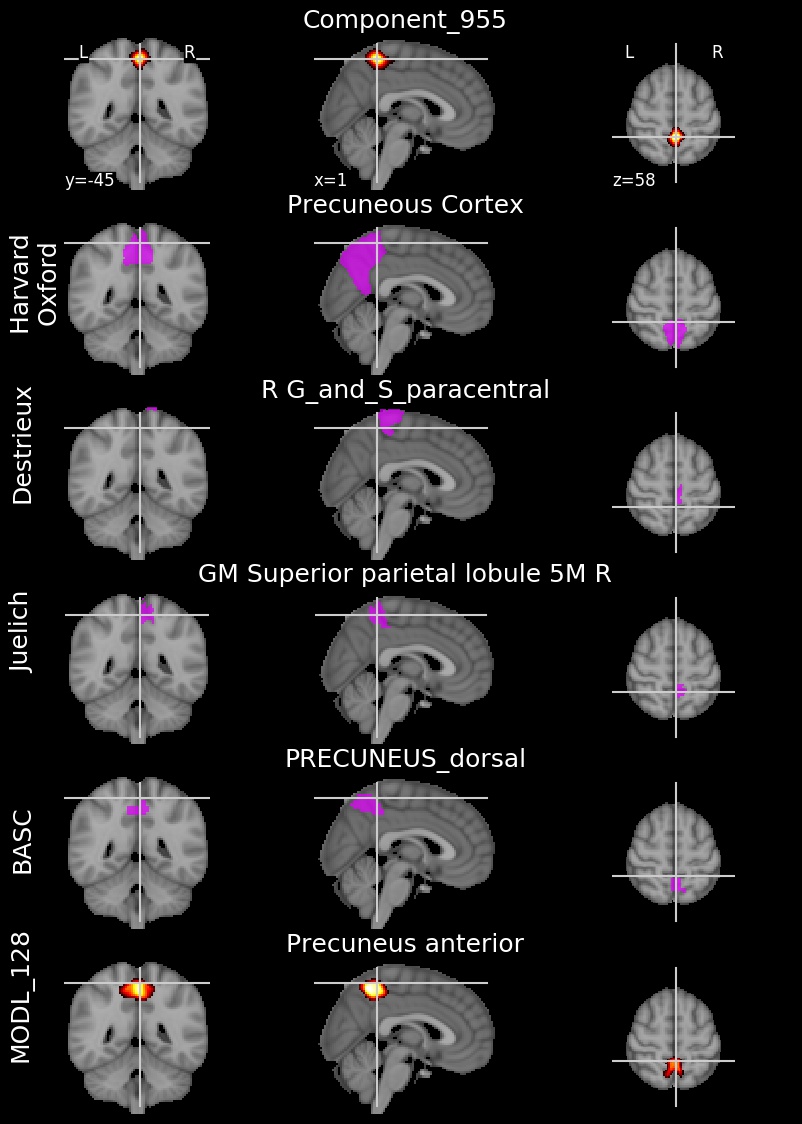 Component_955
L R L R
y=-45 x=1 z=58
Precuneous Cortex
Harvard
Oxford
R G_and_S_paracentral
Destrieux
GM Superior parietal lobule 5M R
Juelich
PRECUNEUS_dorsal
BASC
Precuneus anterior
MODL_128